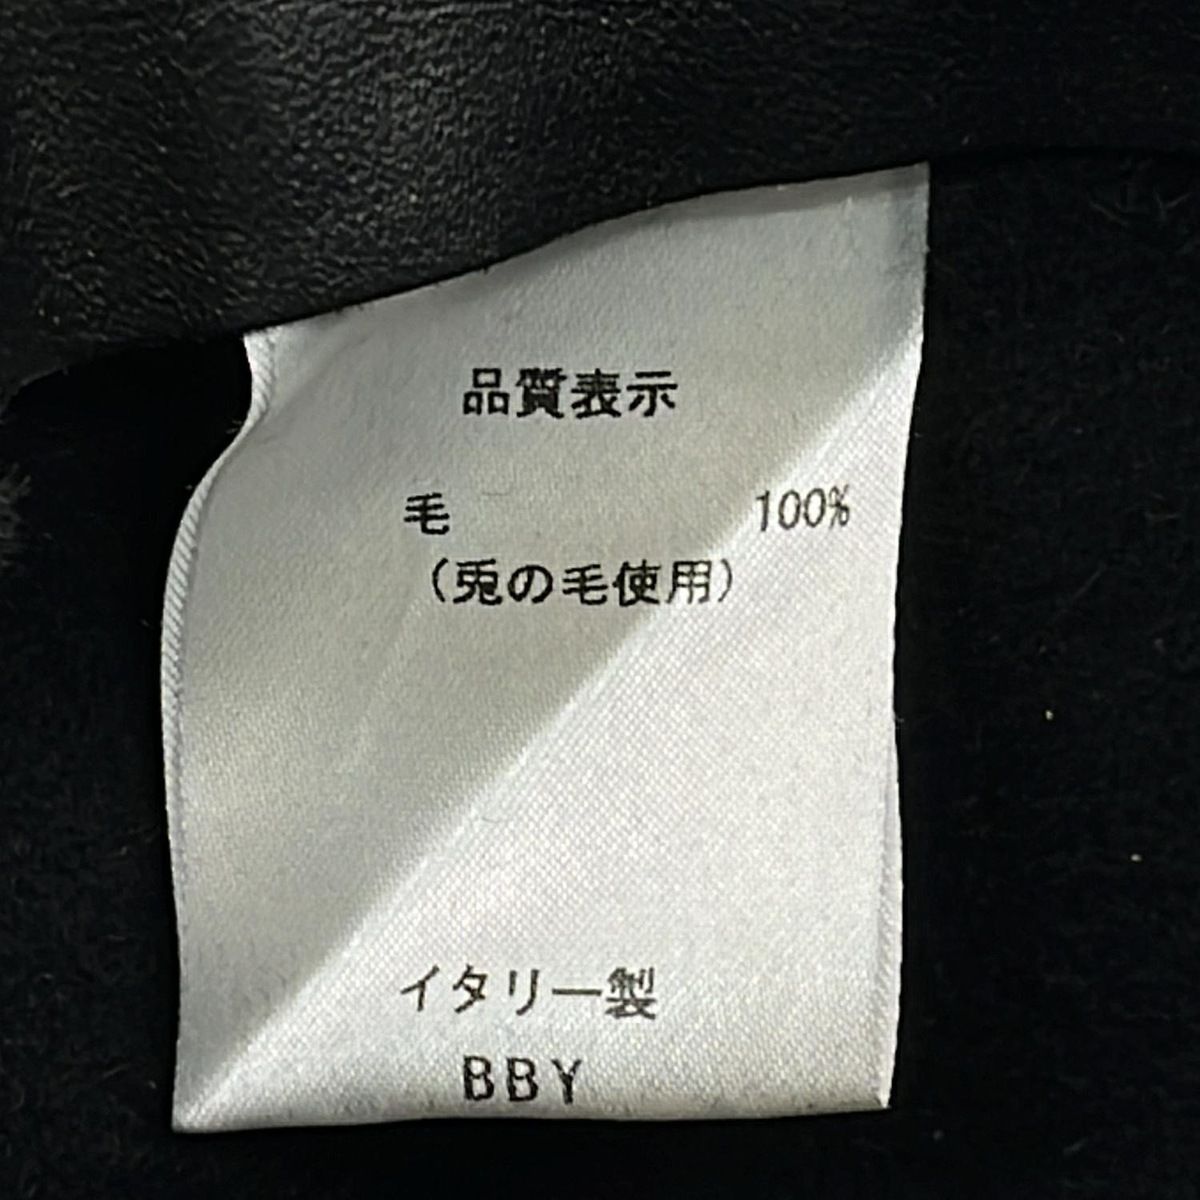 品質表示
毛 100%
(兎の毛使用)
イタリー製
BBY